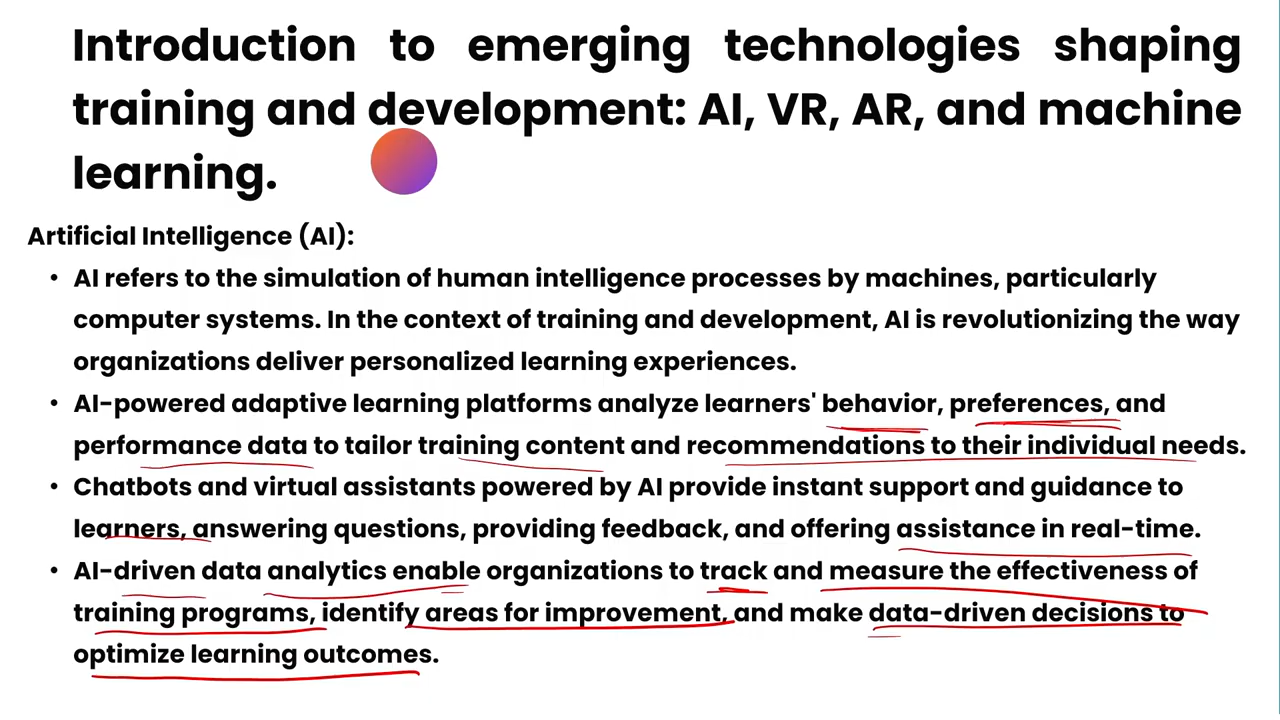 Introduction to emerging technologies shaping
training and development: AI, VR, AR, and machine
learning.
Artificial Intelligence (AI):
• AI refers to the simulation of human intelligence processes by machines, particularly
computer systems. In the context of training and development, AI is revolutionizing the way
organizations deliver personalized learning experiences.
• AI-powered adaptive learning platforms analyze learners' behavior, preferences, and
performance data to tailor training content and recommendations to their individual needs.
• Chatbots and virtual assistants powered by AI provide instant support and guidance to
learners, answering questions, providing feedback, and offering assistance in real-time.
• AI-driven data analytics enable organizations to track and measure the effectiveness of
training programs, identify areas for improvement, and make data-driven decisions to
optimize learning outcomes.